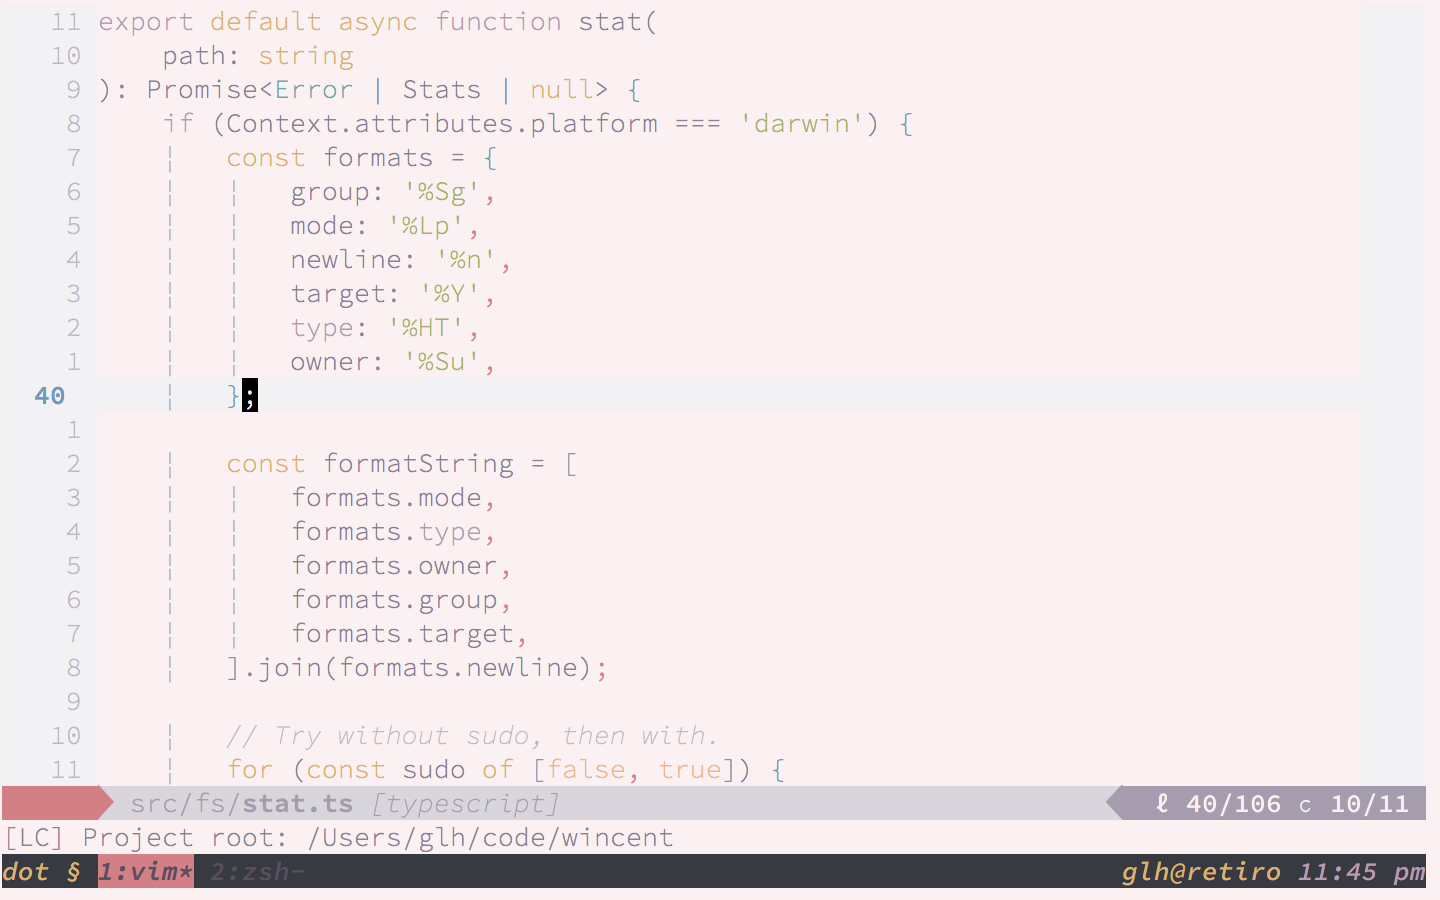 11 export default async function stat(
10     path: string
9 ): Promise<Error | Stats | null> {
8     if (Context.attributes.platform === 'darwin') {
7     ¦   const formats = {
6     ¦   ¦   group: '%Sg',
5     ¦   ¦   mode: '%Lp',
4     ¦   ¦   newline: '%n',
3     ¦   ¦   target: '%Y',
2     ¦   ¦   type: '%HT',
1     ¦   ¦   owner: '%Su',
40     ¦   };
1
2     ¦   const formatString = [
3     ¦   ¦   formats.mode,
4     ¦   ¦   formats.type,
5     ¦   ¦   formats.owner,
6     ¦   ¦   formats.group,
7     ¦   ¦   formats.target,
8     ¦   ].join(formats.newline);
9
10     ¦   // Try without sudo, then with.
11     ¦   for (const sudo of [false, true]) {
src/fs/stat.ts [typescript] ℓ 40/106 c 10/11
[LC] Project root: /Users/glh/code/wincent
dot § 1:vim* 2:zsh- glh@retiro 11:45 pm